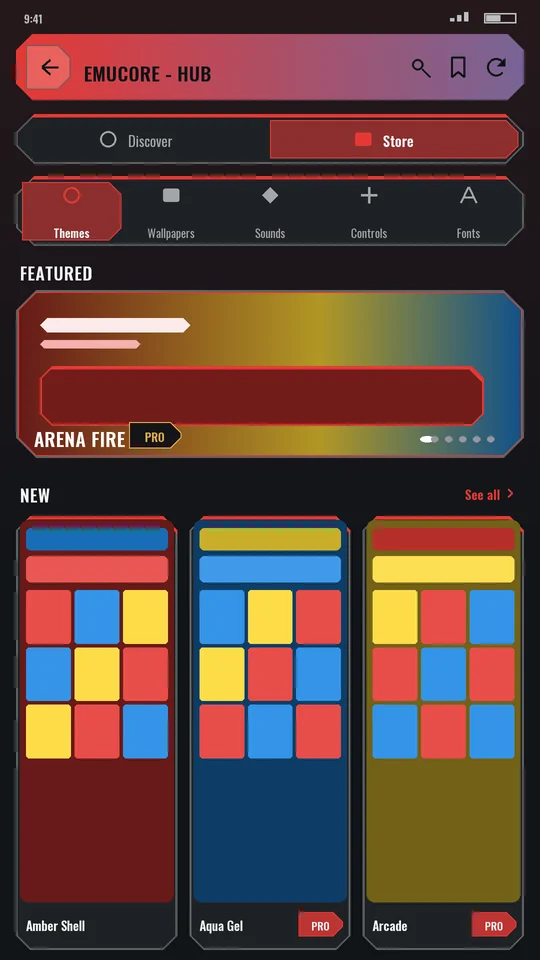 9:41
EMUCORE - HUB
Discover
Store
Themes
Wallpapers
Sounds
Controls
Fonts
FEATURED
ARENA FIRE PRO
NEW
See all
Amber Shell
Aqua Gel PRO
Arcade PRO